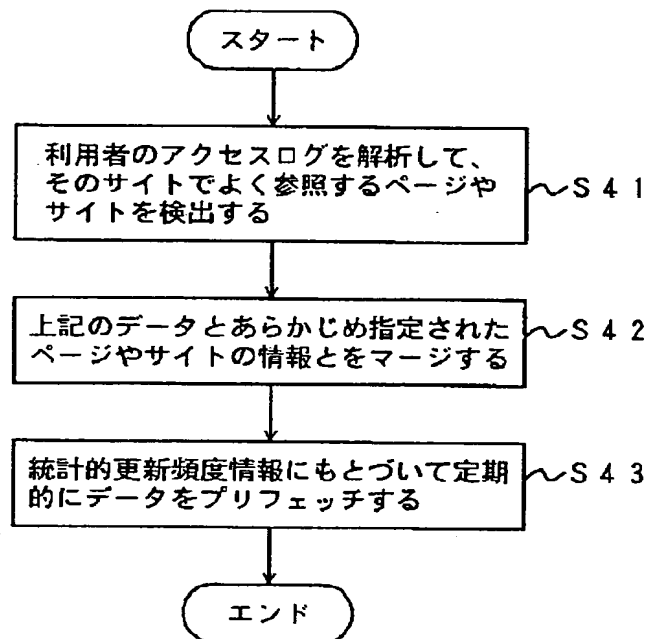 スタート
利用者のアクセスログを解析して、
そのサイトでよく参照するページや
サイトを検出する
S41
上記のデータとあらかじめ指定された
ページやサイトの情報とをマージする
S42
統計的更新頻度情報にもとづいて定期
的にデータをプリフェッチする
S43
エンド